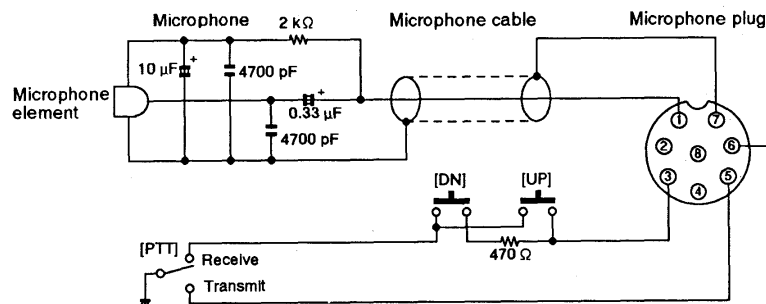 Microphone
Microphone cable
Microphone plug
2 kΩ
10 µF
+
4700 pF
+
0.33 µF
4700 pF
Microphone
element
1
7
2
8
6
3
4
5
[DN]
[UP]
470 Ω
[PTT]
Receive
Transmit